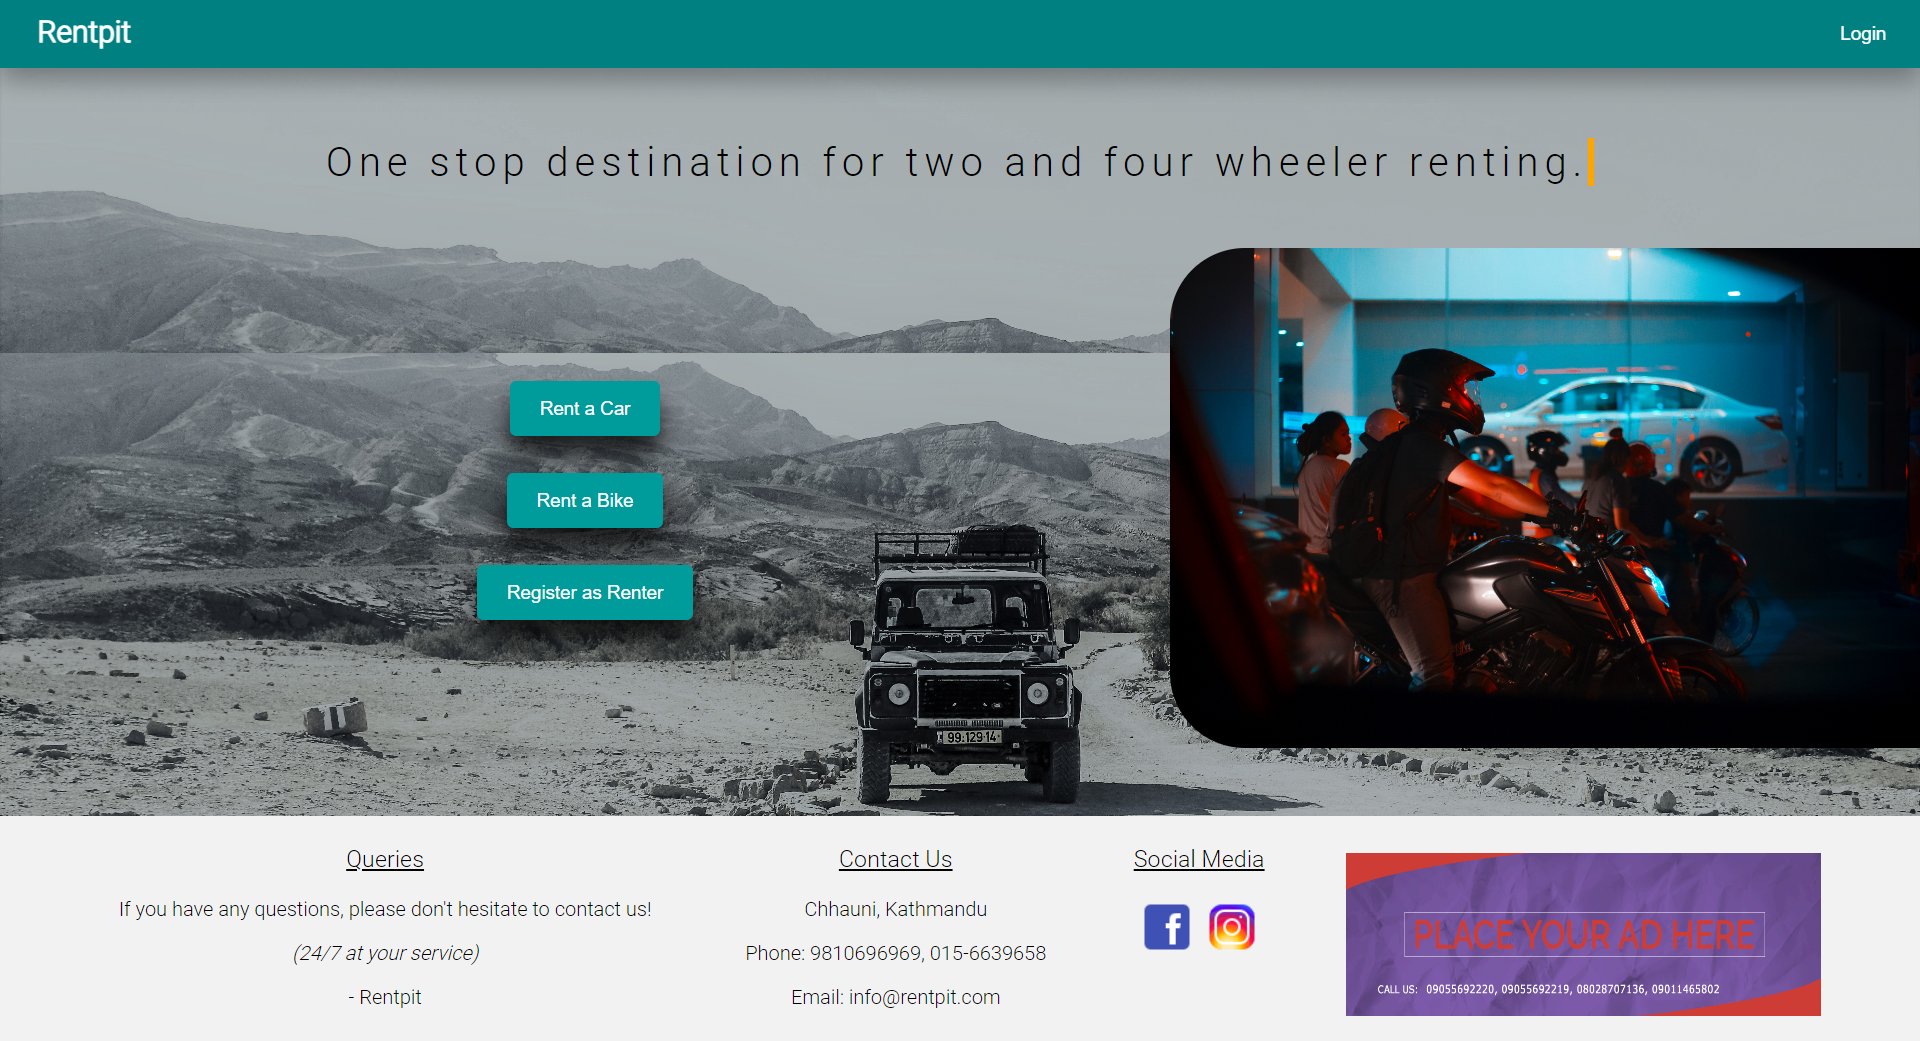 Rentpit
Login
One stop destination for two and four wheeler renting.
Rent a Car
Rent a Bike
Register as Renter
99·129·14
Queries
If you have any questions, please don't hesitate to contact us!
(24/7 at your service)
- Rentpit
Contact Us
Chhauni, Kathmandu
Phone: 9810696969, 015-6639658
Email: info@rentpit.com
Social Media
PLACE YOUR AD HERE
CALL US: 09055692220, 09055692219, 08028707136, 09011465802